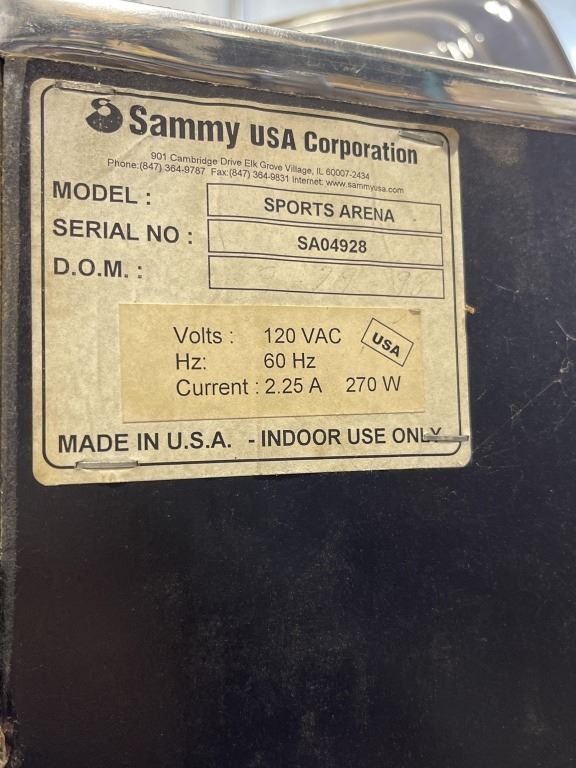 Sammy USA Corporation
901 Cambridge Drive Elk Grove Village, IL 60007-2434
Phone:(847) 364-9787 Fax:(847) 364-9831 Internet: www.sammyusa.com
MODEL : SPORTS ARENA
SERIAL NO : SA04928
D.O.M. :
Volts : 120 VAC USA
Hz: 60 Hz
Current : 2.25 A 270 W
MADE IN U.S.A. - INDOOR USE ONLY